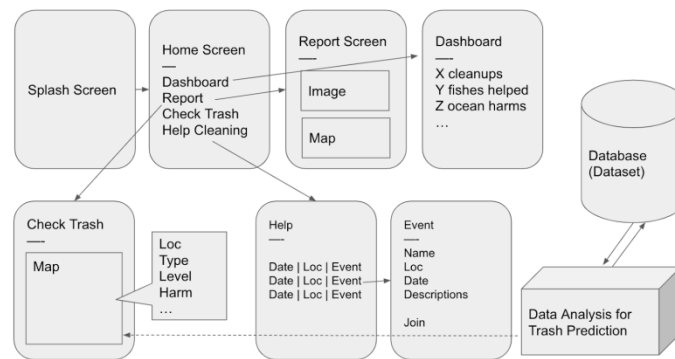 Splash Screen
Home Screen
—
Dashboard
Report
Check Trash
Help Cleaning
Report Screen
—-
Image
Map
Dashboard
—-
X cleanups
Y fishes helped
Z ocean harms
…
Database
(Dataset)
Check Trash
—-
Map
Loc
Type
Level
Harm
…
Help
—-
Date | Loc | Event
Date | Loc | Event
Date | Loc | Event
Event
—-
Name
Loc
Date
Descriptions
Join
Data Analysis for
Trash Prediction